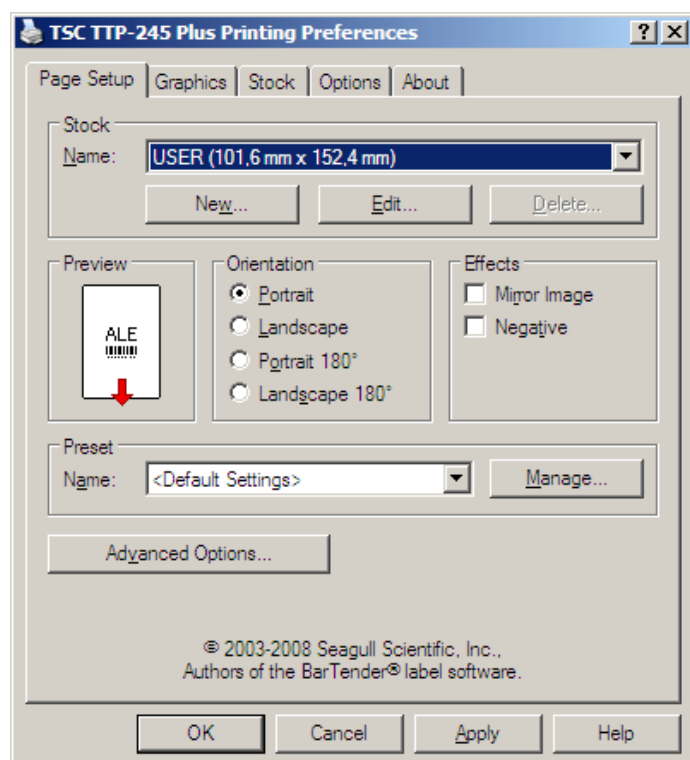 TSC TTP-245 Plus Printing Preferences
Page Setup Graphics Stock Options About
Stock
Name: USER (101,6 mm x 152,4 mm)
New... Edit... Delete...
Preview Orientation Effects
Portrait Mirror Image
ALE Landscape Negative
Portrait 180°
Landscape 180°
Preset
Name: <Default Settings> Manage...
Advanced Options...
© 2003-2008 Seagull Scientific, Inc.,
Authors of the BarTender® label software.
OK Cancel Apply Help